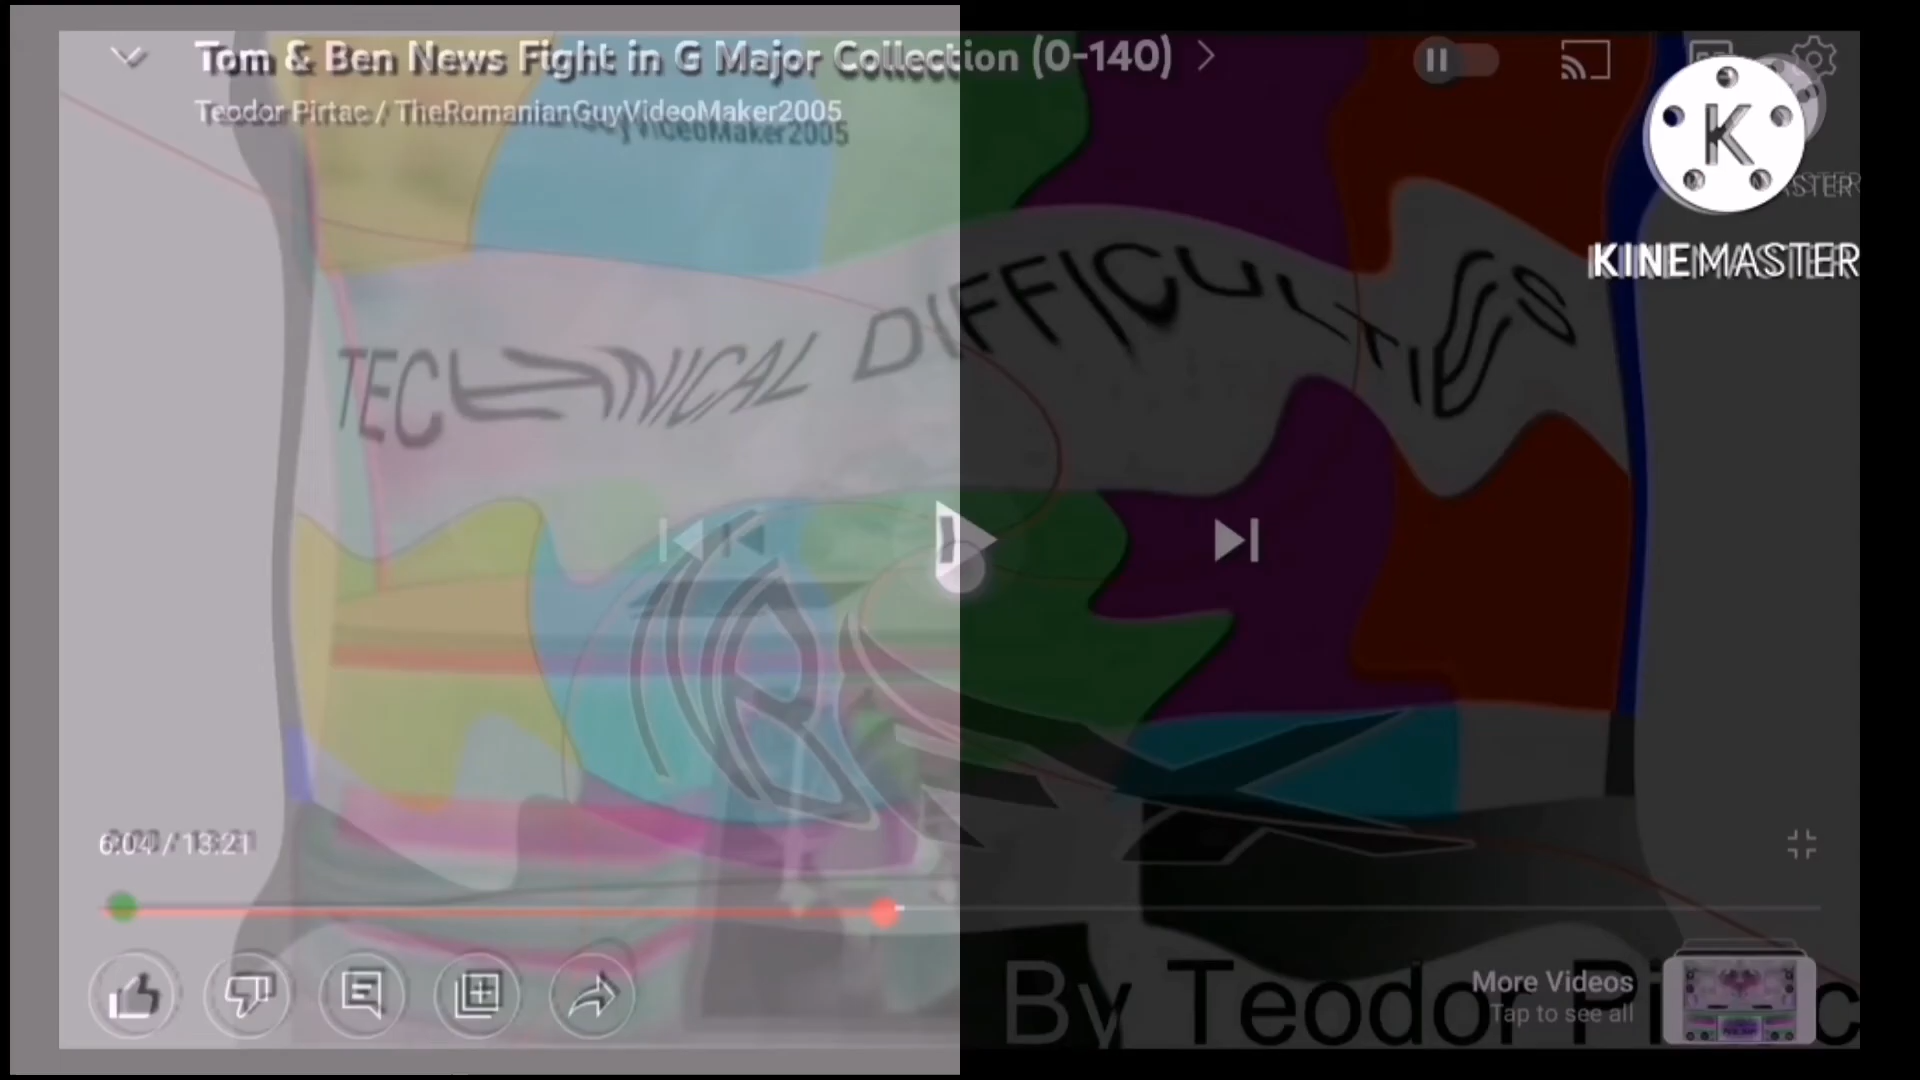 Tom & Ben News Fight in G Major Collection (0-140)
Teodor Pirtac / TheRomanianGuyVideoMaker2005
K
KINEMASTER
TECHNICAL DIFFICULTIES
6:04 / 13:21
By Teodor Pirtac
More Videos
Tap to see all